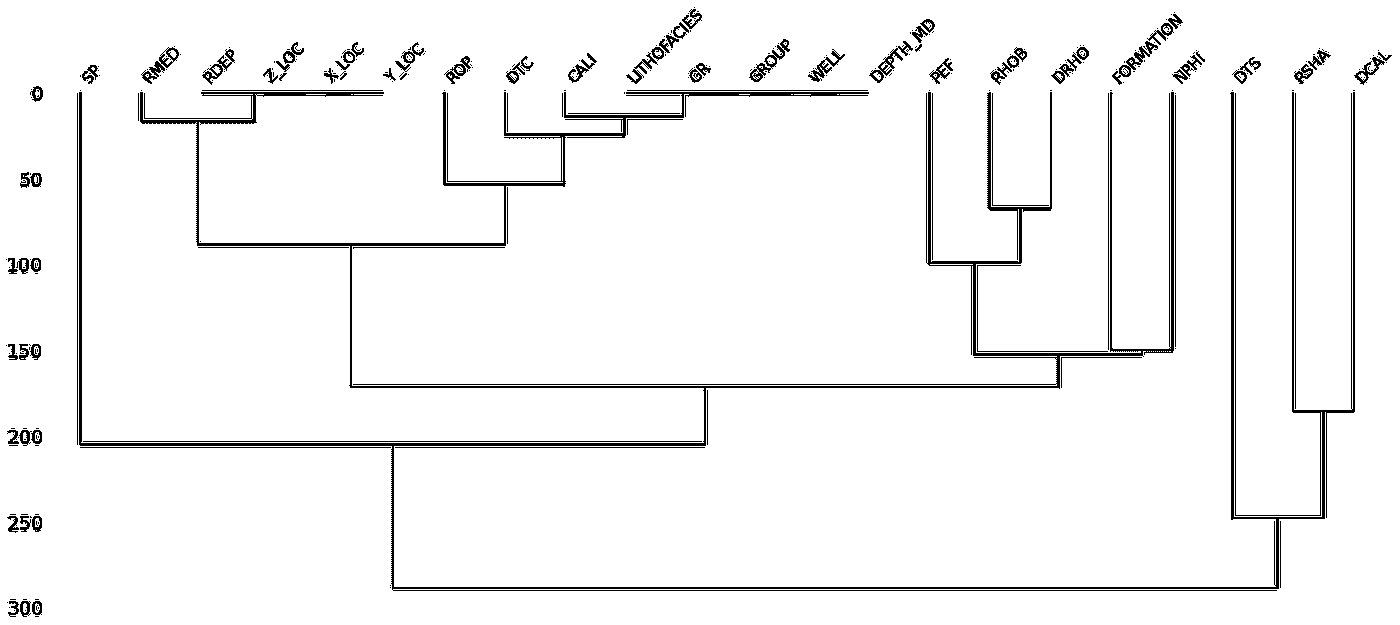 SP
RMED
RDEP
Z_LOC
X_LOC
Y_LOC
ROP
DTC
CALI
LITHOFACIES
GR
GROUP
WELL
DEPTH_MD
PEF
RHOB
DRHO
FORMATION
NPHI
DTS
RSHA
DCAL
0
50
100
150
200
250
300